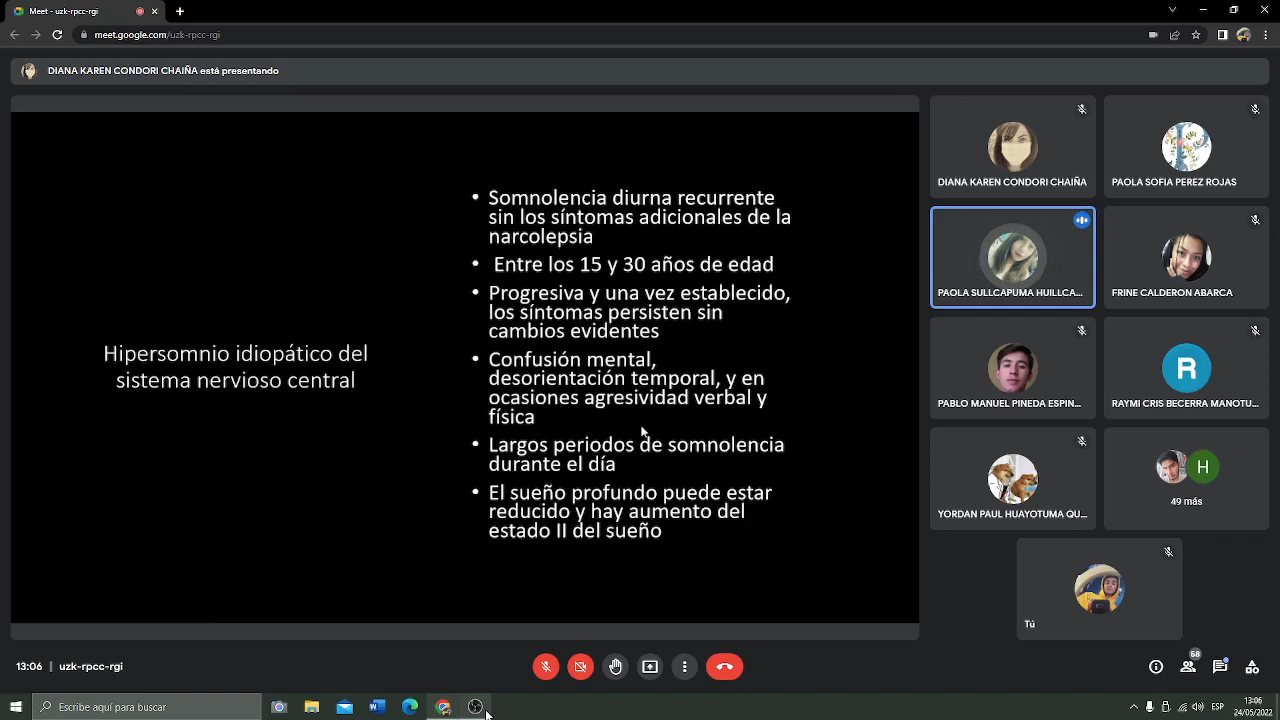 Meet - uzk-rpcc-rgi
meet.google.com/uzk-rpcc-rgi
DIANA KAREN CONDORI CHAIÑA está presentando
Hipersomnio idiopático del
sistema nervioso central
• Somnolencia diurna recurrente
sin los síntomas adicionales de la
narcolepsia
• Entre los 15 y 30 años de edad
• Progresiva y una vez establecido,
los síntomas persisten sin
cambios evidentes
• Confusión mental,
desorientación temporal, y en
ocasiones agresividad verbal y
física
• Largos periodos de somnolencia
durante el día
• El sueño profundo puede estar
reducido y hay aumento del
estado II del sueño
DIANA KAREN CONDORI CHAIÑA
PAOLA SOFIA PEREZ ROJAS
PAOLA SULLCAPUMA HUILLCA...
FRINE CALDERON ABARCA
PABLO MANUEL PINEDA ESPIN...
R
RAYMI CRIS BECERRA MANOTU...
YORDAN PAUL HUAYOTUMA QU...
H
49 más
Tú
13:06 | uzk-rpcc-rgi
58
Escribe aquí para buscar
W
ESP
13:06
24/05/2022